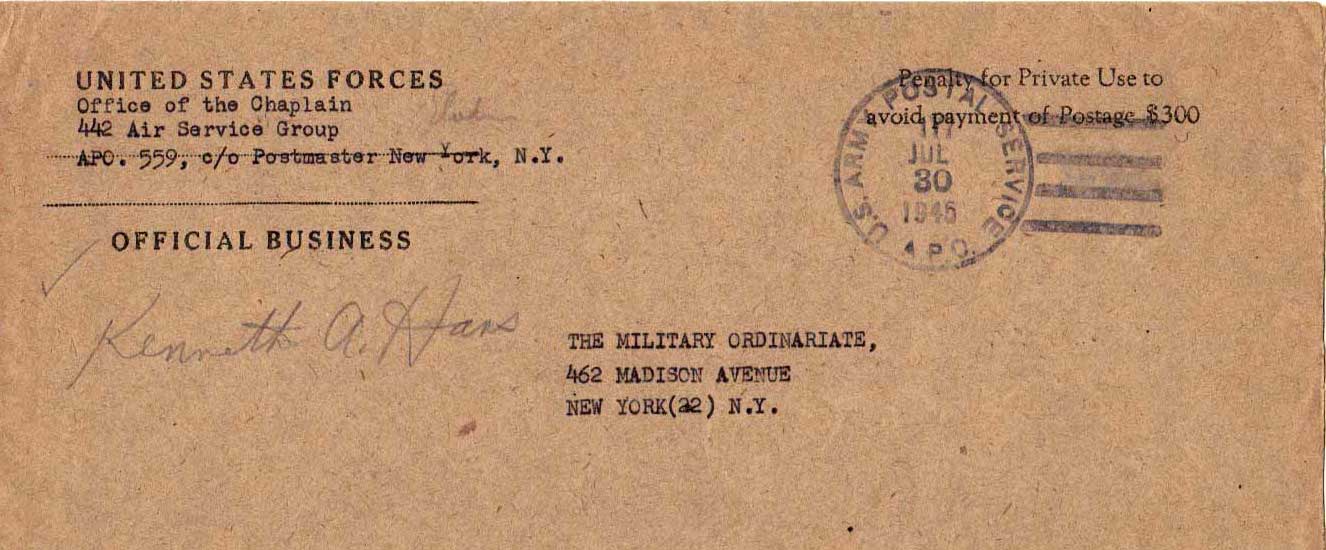 UNITED STATES FORCES
Office of the Chaplain
442 Air Service Group
APO. 559, c/o Postmaster New York, N.Y.
OFFICIAL BUSINESS
Penalty for Private Use to
avoid payment of Postage $300
U.S. ARMY POSTAL SERVICE
JUL
30
1945
A P O.
Kenneth A. Hans
THE MILITARY ORDINARIATE,
462 MADISON AVENUE
NEW YORK(22) N.Y.